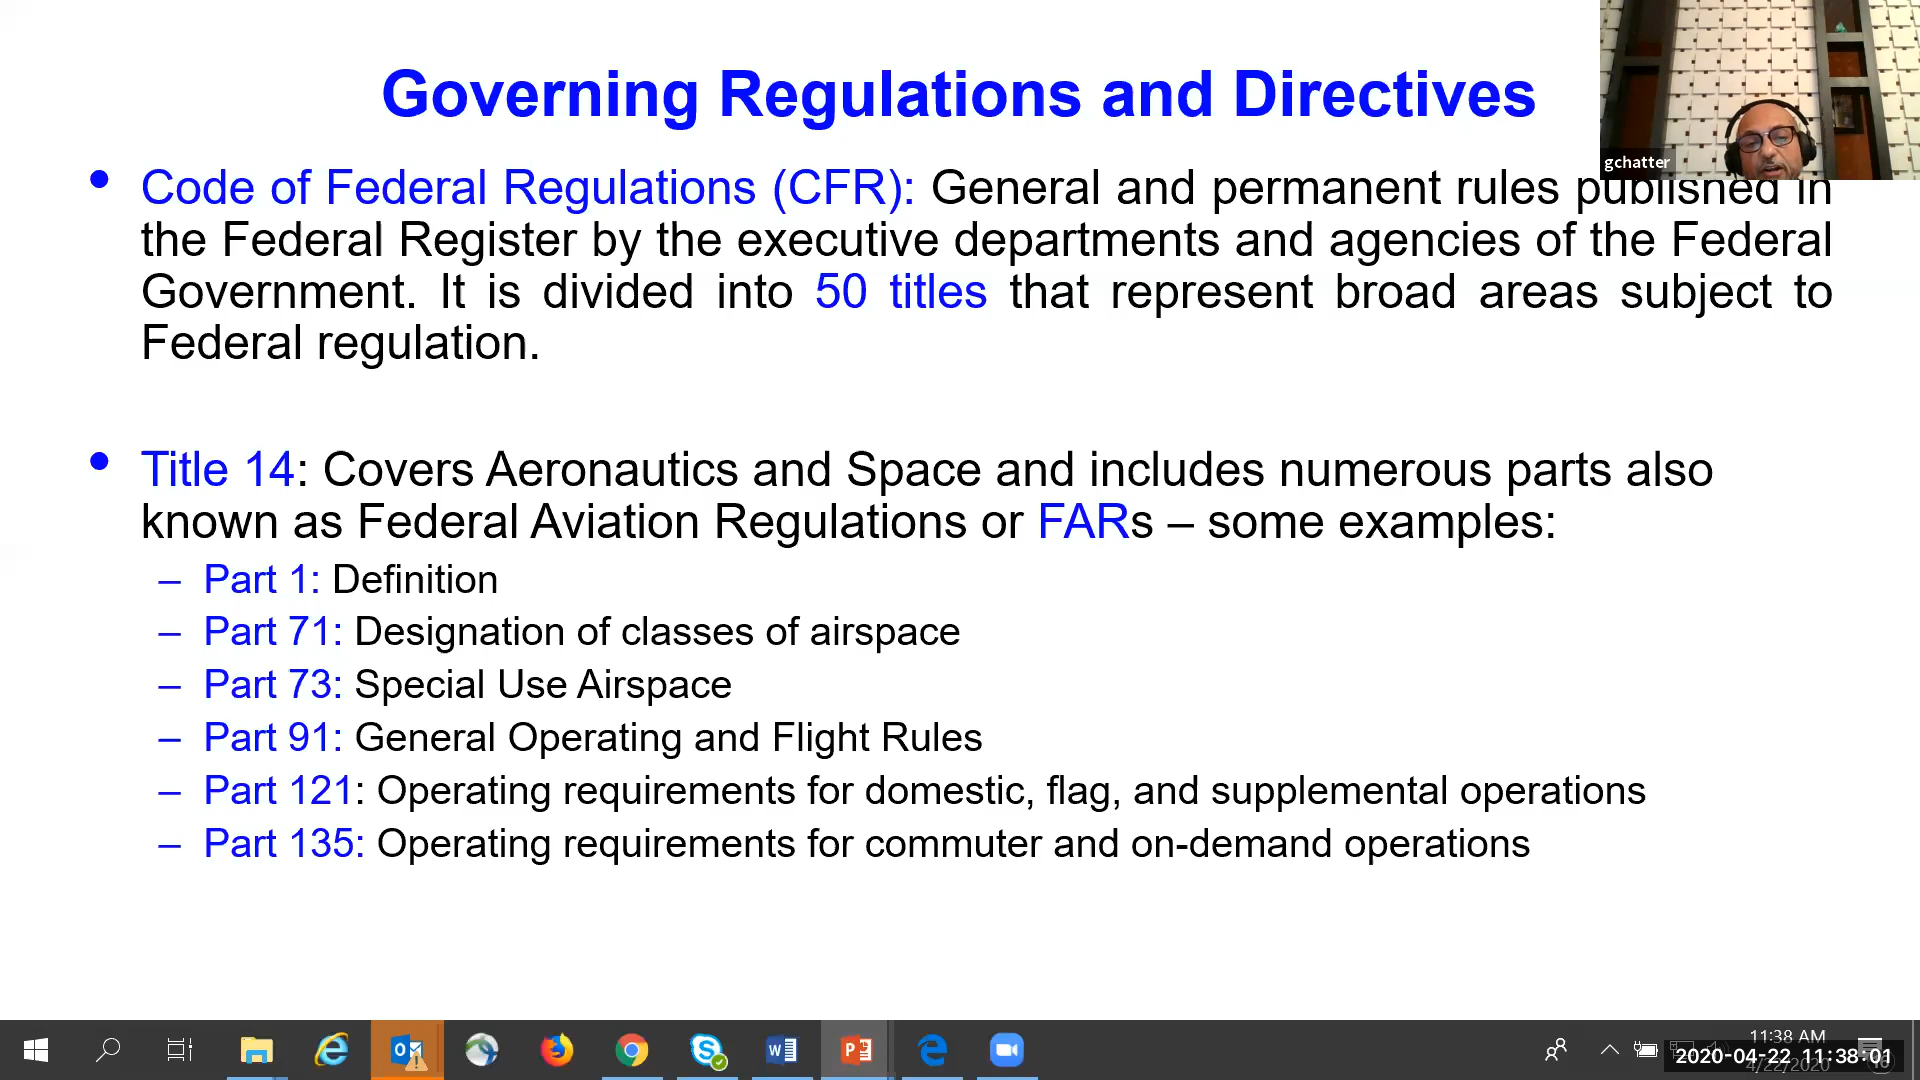 Governing Regulations and Directives
gchatter
• Code of Federal Regulations (CFR): General and permanent rules published in
the Federal Register by the executive departments and agencies of the Federal
Government. It is divided into 50 titles that represent broad areas subject to
Federal regulation.
• Title 14: Covers Aeronautics and Space and includes numerous parts also
known as Federal Aviation Regulations or FARs – some examples:
– Part 1: Definition
– Part 71: Designation of classes of airspace
– Part 73: Special Use Airspace
– Part 91: General Operating and Flight Rules
– Part 121: Operating requirements for domestic, flag, and supplemental operations
– Part 135: Operating requirements for commuter and on-demand operations
11:38 AM
2020-04-22 11:38:01
4/22/2020